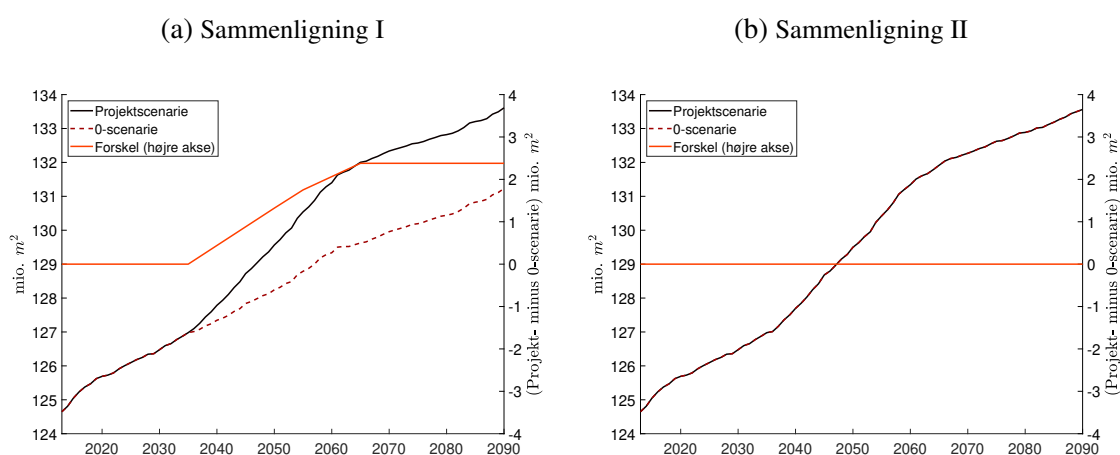 (a) Sammenligning I
134
133
132
131
130
129
128
127
126
125
124
mio. m²
Projektscenarie
0-scenarie
Forskel (højre akse)
4
3
2
1
0
-1
-2
-3
-4
(Projekt- minus 0-scenarie) mio. m²
2020 2030 2040 2050 2060 2070 2080 2090
(b) Sammenligning II
134
133
132
131
130
129
128
127
126
125
124
mio. m²
Projektscenarie
0-scenarie
Forskel (højre akse)
4
3
2
1
0
-1
-2
-3
-4
(Projekt- minus 0-scenarie) mio. m²
2020 2030 2040 2050 2060 2070 2080 2090